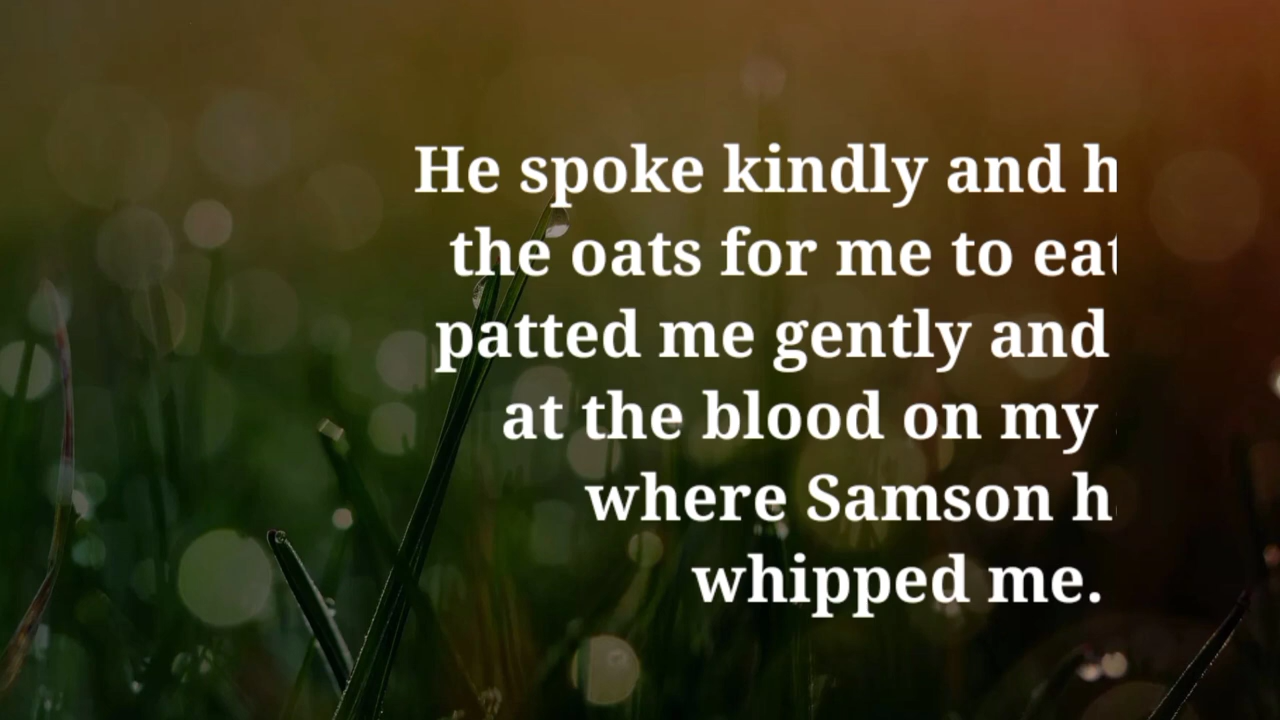 He spoke kindly and h
the oats for me to eat
patted me gently and
at the blood on my
where Samson h
whipped me.